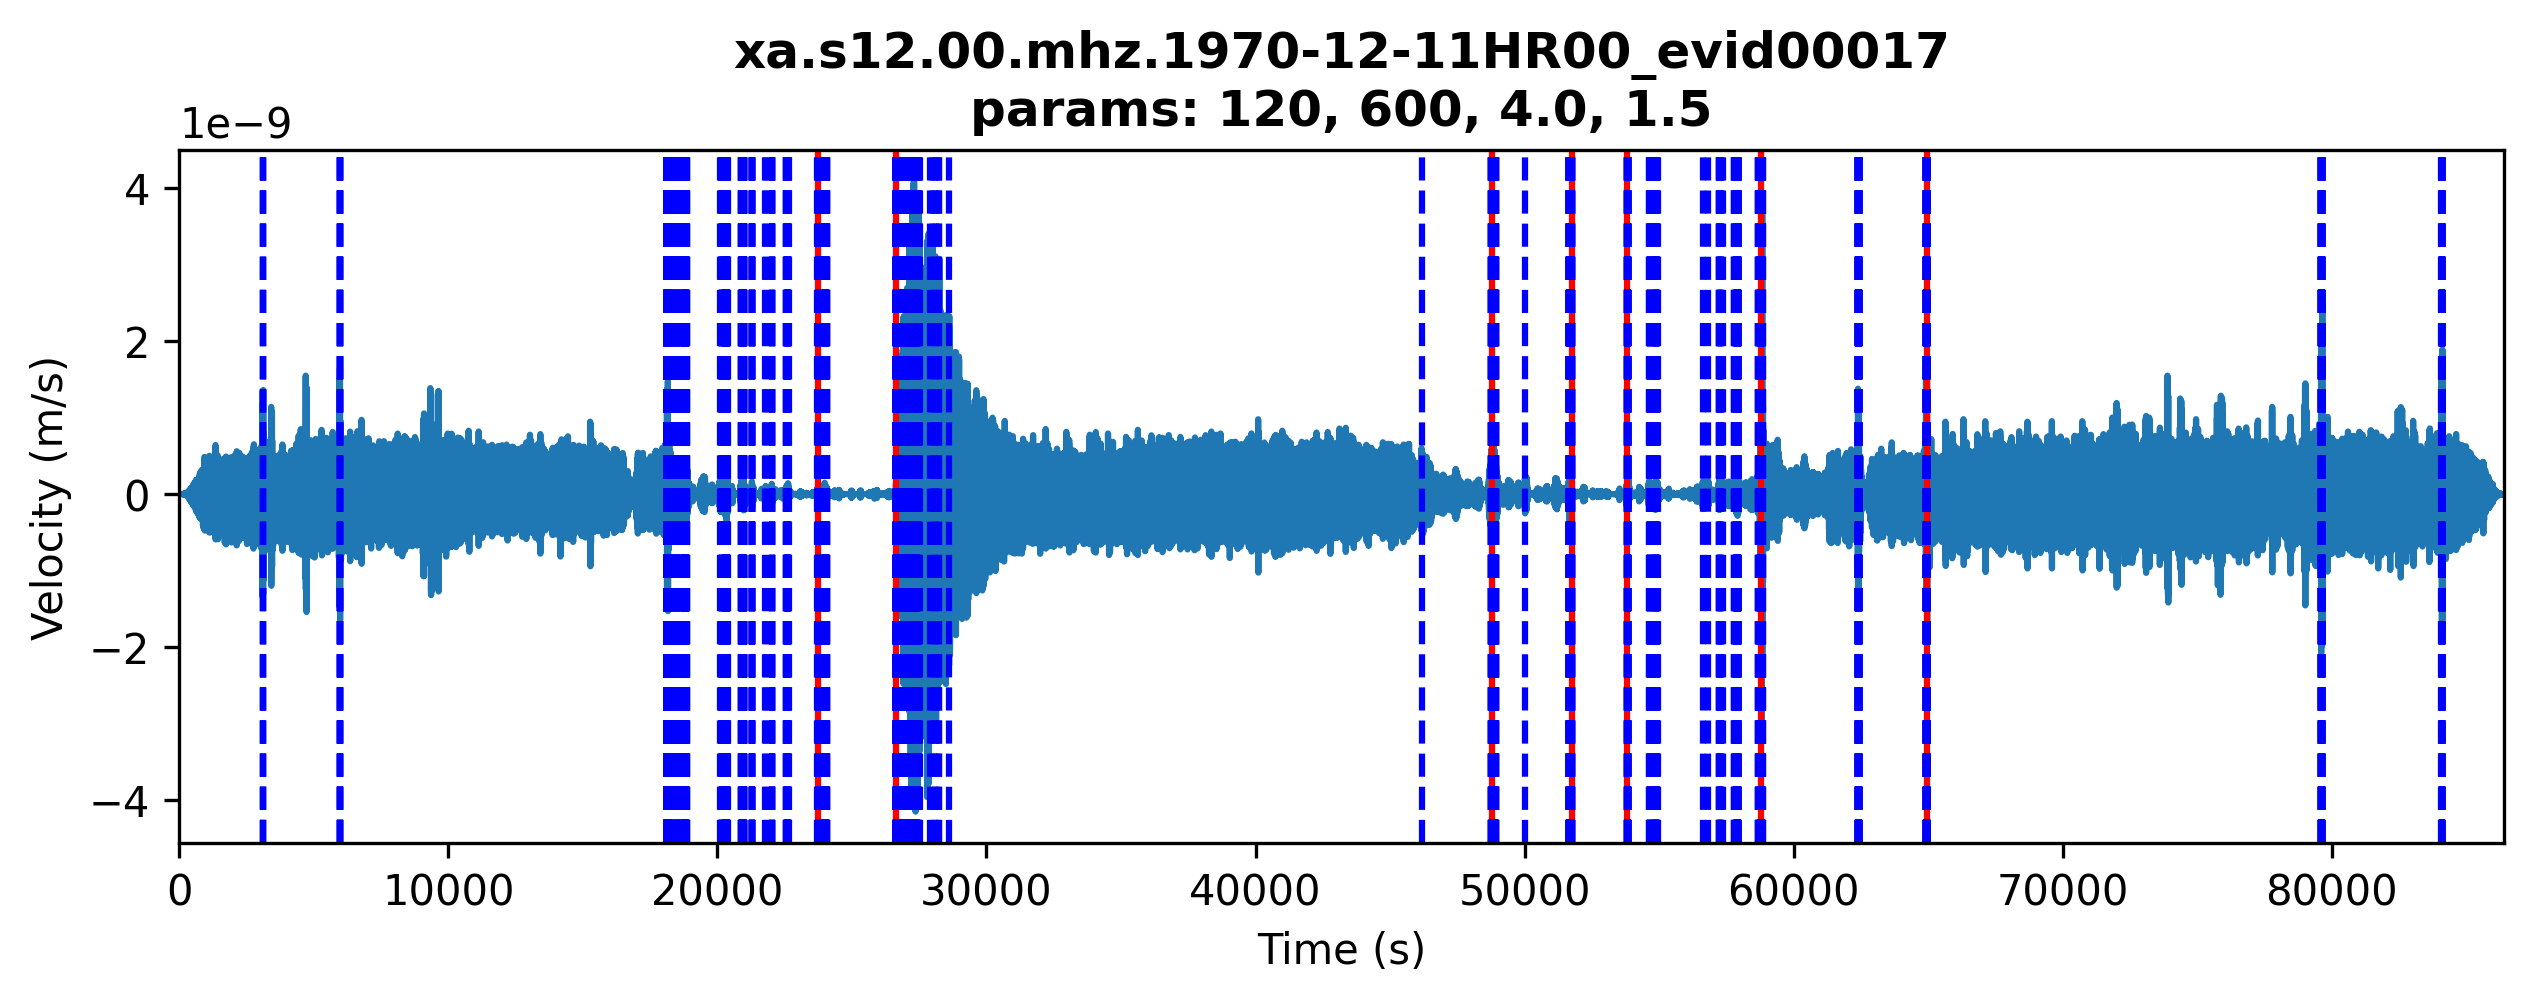 xa.s12.00.mhz.1970-12-11HR00_evid00017
params: 120, 600, 4.0, 1.5
1e−9
4
2
0
−2
−4
Velocity (m/s)
0 10000 20000 30000 40000 50000 60000 70000 80000
Time (s)